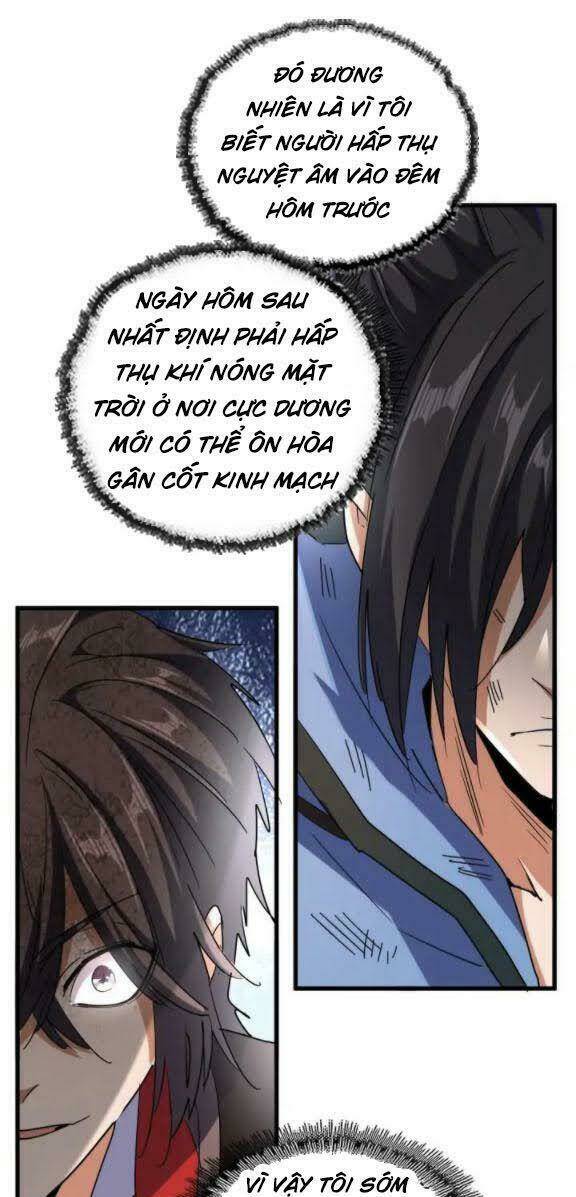 ĐÓ ĐƯƠNG
NHIÊN LÀ VÌ TÔI
BIẾT NGƯỜI HẤP THỤ
NGUYỆT ÂM VÀO ĐÊM
HÔM TRƯỚC
NGÀY HÔM SAU
NHẤT ĐỊNH PHẢI HẤP
THỤ KHÍ NÓNG MẶT
TRỜI Ở NƠI CỰC DƯƠNG
MỚI CÓ THỂ ÔN HÒA
GÂN CỐT KINH MẠCH
VÌ VẬY TÔI SỚM